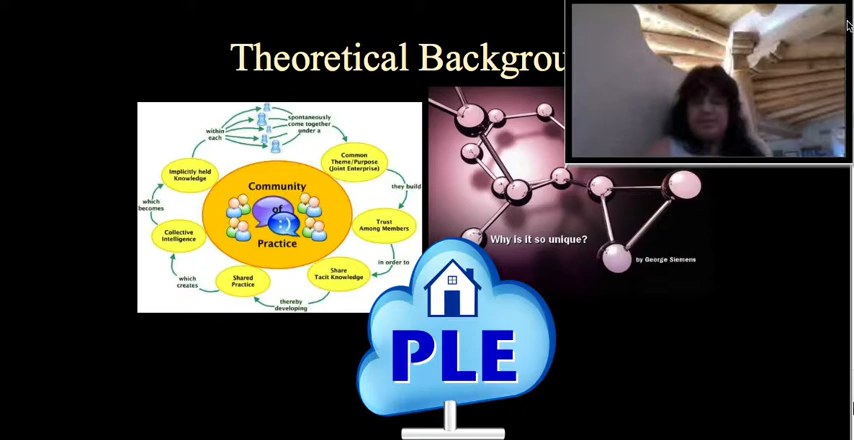 Theoretical Backgrou
within
each
spontaneously
come together
under a
Common
Theme/Purpose
(Joint Enterprise)
they build
Trust
Among Members
in order to
Share
Tacit Knowledge
thereby
developing
Shared
Practice
which
creates
Collective
Intelligence
which
becomes
Implicitly held
Knowledge
Community
of
Practice
Why is it so unique?
by George Siemens
PLE